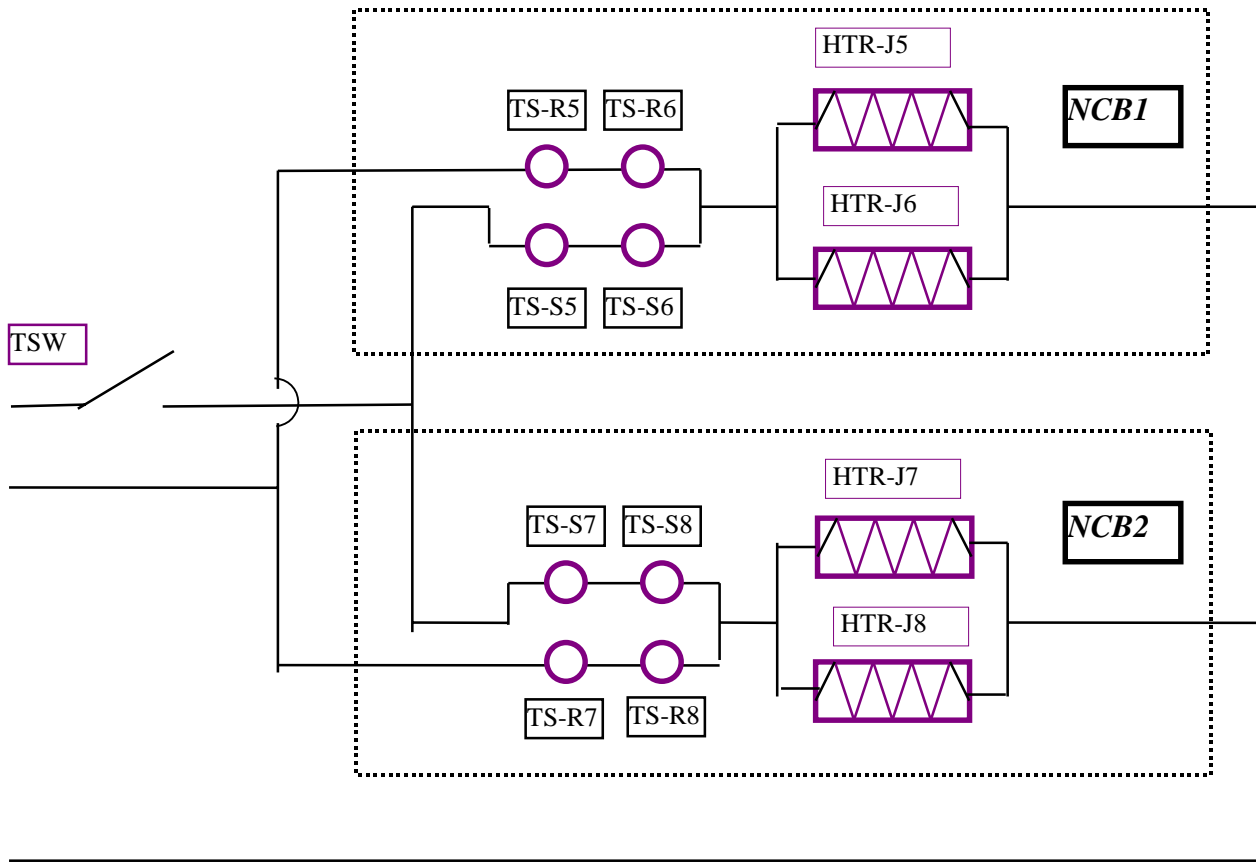 HTR-J5
TS-R5
TS-R6
NCB1
HTR-J6
TS-S5
TS-S6
TSW
HTR-J7
TS-S7
TS-S8
NCB2
HTR-J8
TS-R7
TS-R8